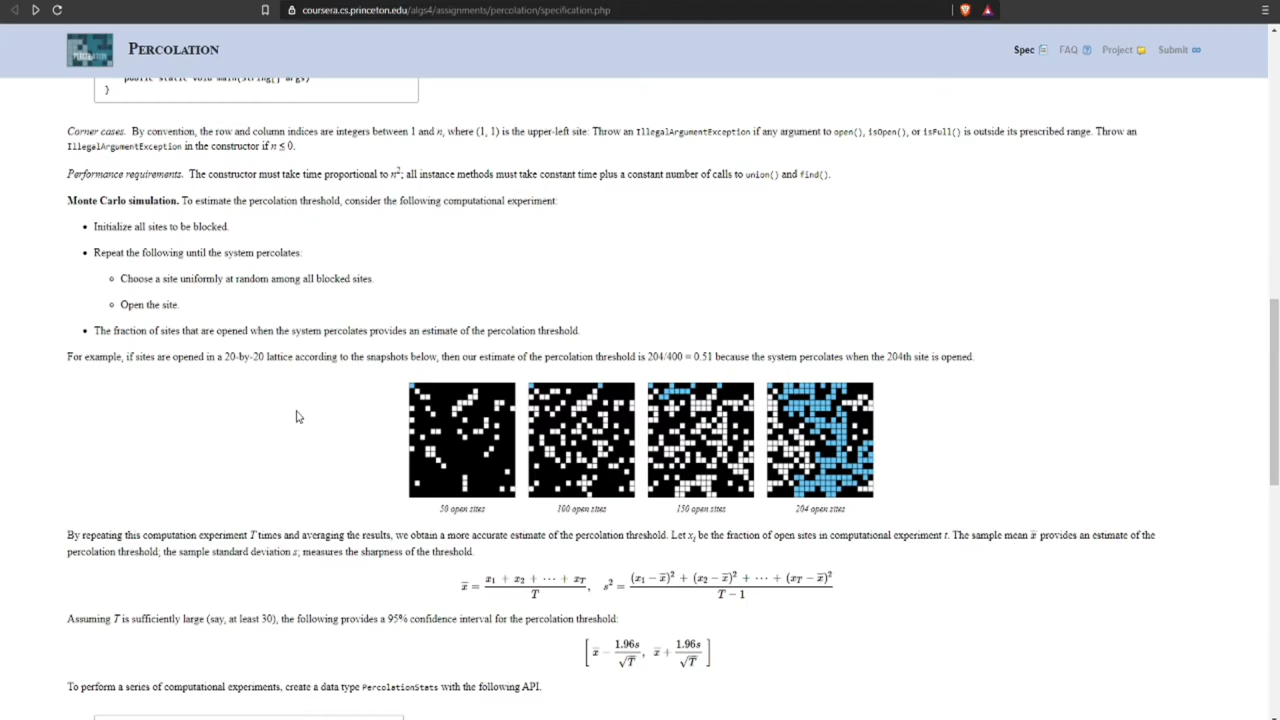 coursera.cs.princeton.edu/algs4/assignments/percolation/specification.php
PERCOLATION
PERCOLATION
Spec FAQ Project Submit
public static void main(String[] args)
}
Corner cases. By convention, the row and column indices are integers between 1 and n, where (1, 1) is the upper-left site: Throw an IllegalArgumentException if any argument to open(), isOpen(), or isFull() is outside its prescribed range. Throw an
IllegalArgumentException in the constructor if n ≤ 0.
Performance requirements. The constructor must take time proportional to n²; all instance methods must take constant time plus a constant number of calls to union() and find().
Monte Carlo simulation. To estimate the percolation threshold, consider the following computational experiment:
• Initialize all sites to be blocked.
• Repeat the following until the system percolates:
◦ Choose a site uniformly at random among all blocked sites.
◦ Open the site.
• The fraction of sites that are opened when the system percolates provides an estimate of the percolation threshold.
For example, if sites are opened in a 20-by-20 lattice according to the snapshots below, then our estimate of the percolation threshold is 204/400 = 0.51 because the system percolates when the 204th site is opened.
50 open sites 100 open sites 150 open sites 204 open sites
By repeating this computation experiment T times and averaging the results, we obtain a more accurate estimate of the percolation threshold. Let xₜ be the fraction of open sites in computational experiment t. The sample mean x̄ provides an estimate of the
percolation threshold; the sample standard deviation s; measures the sharpness of the threshold.
x̄ = (x₁ + x₂ + ⋯ + x_T) / T, s² = ((x₁ − x̄)² + (x₂ − x̄)² + ⋯ + (x_T − x̄)²) / (T − 1)
Assuming T is sufficiently large (say, at least 30), the following provides a 95% confidence interval for the percolation threshold:
[ x̄ − 1.96s/√T, x̄ + 1.96s/√T ]
To perform a series of computational experiments, create a data type PercolationStats with the following API.